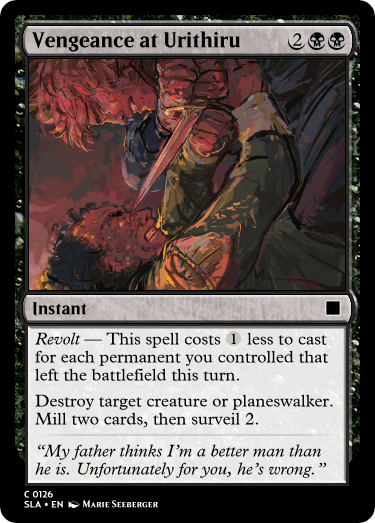 Vengeance at Urithiru 2
Instant
Revolt — This spell costs 1 less to cast
for each permanent you controlled that
left the battlefield this turn.
Destroy target creature or planeswalker.
Mill two cards, then surveil 2.
“My father thinks I’m a better man than
he is. Unfortunately for you, he’s wrong.”
C 0126
SLA • EN Marie Seeberger